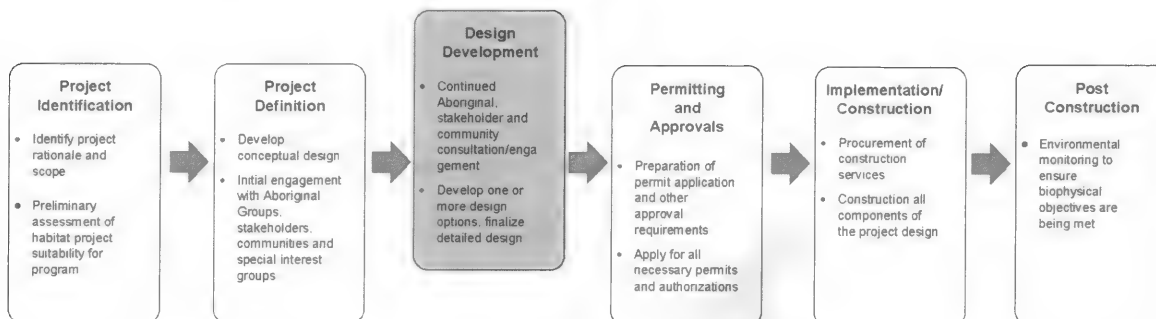 Project
Identification
• Identify project
rationale and
scope
• Preliminary
assessment of
habitat project
suitability for
program
Project
Definition
• Develop
conceptual design
• Initial engagement
with Aboriginal
Groups,
stakeholders,
communities and
special interest
groups
Design
Development
• Continued
Aboriginal,
stakeholder and
community
consultation/enga
gement
• Develop one or
more design
options, finalize
detailed design
Permitting
and
Approvals
• Preparation of
permit application
and other
approval
requirements
• Apply for all
necessary permits
and authorizations
Implementation/
Construction
• Procurement of
construction
services
• Construction all
components of
the project design
Post
Construction
• Environmental
monitoring to
ensure
biophysical
objectives are
being met